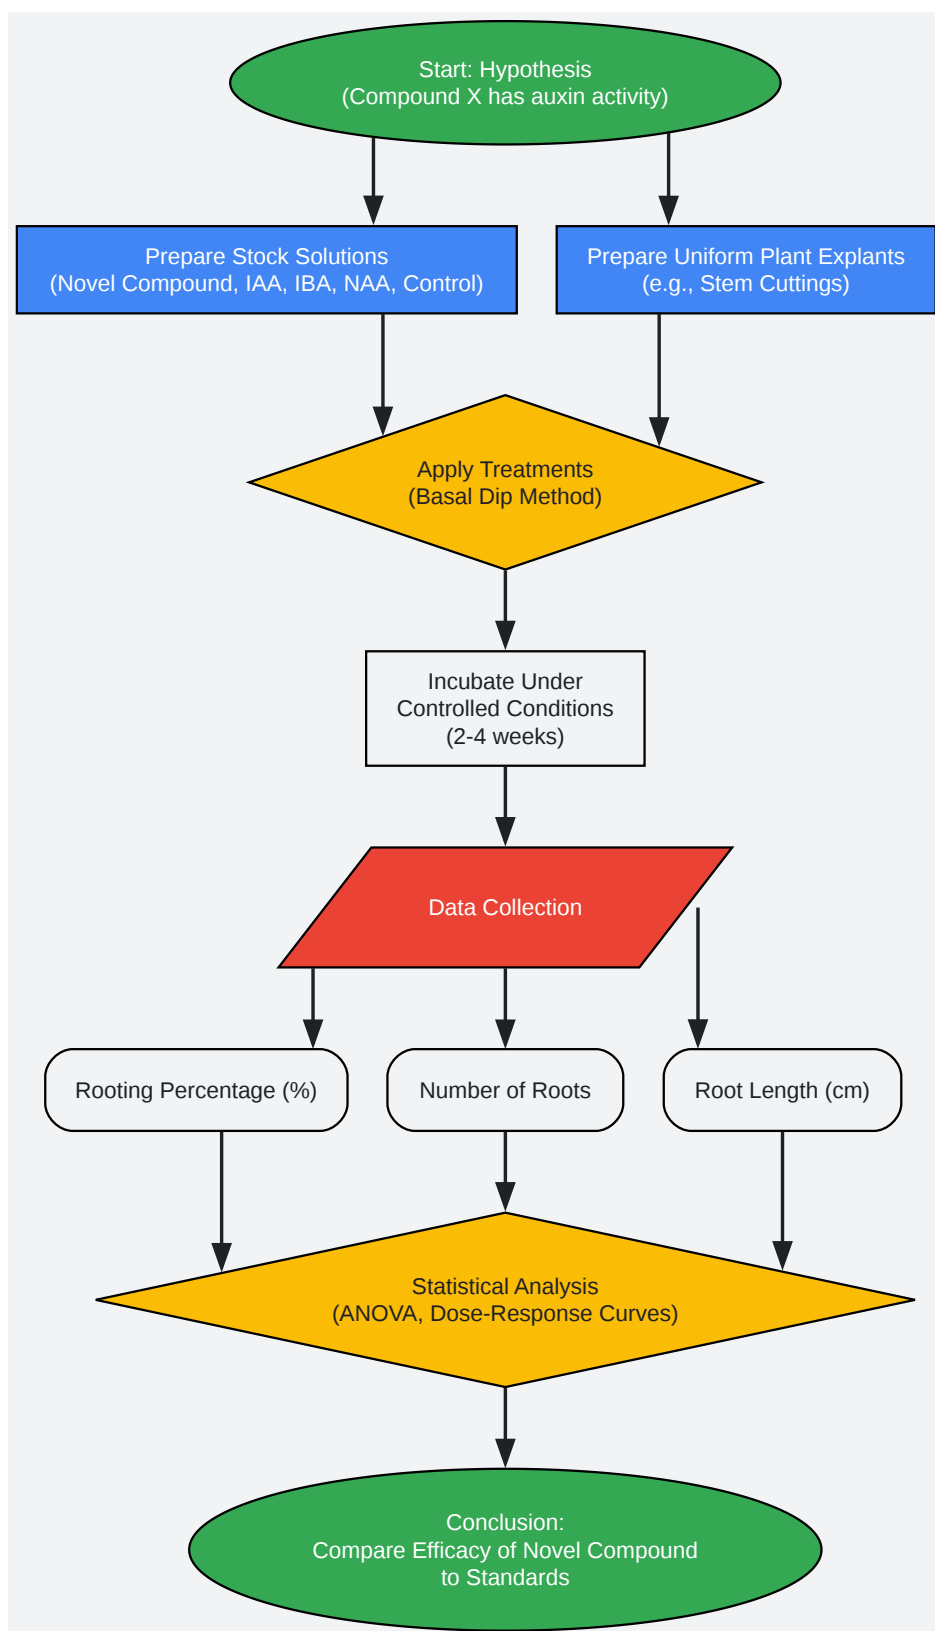 Start: Hypothesis
(Compound X has auxin activity)
Prepare Stock Solutions
(Novel Compound, IAA, IBA, NAA, Control)
Prepare Uniform Plant Explants
(e.g., Stem Cuttings)
Apply Treatments
(Basal Dip Method)
Incubate Under
Controlled Conditions
(2-4 weeks)
Data Collection
Rooting Percentage (%)
Number of Roots
Root Length (cm)
Statistical Analysis
(ANOVA, Dose-Response Curves)
Conclusion:
Compare Efficacy of Novel Compound
to Standards